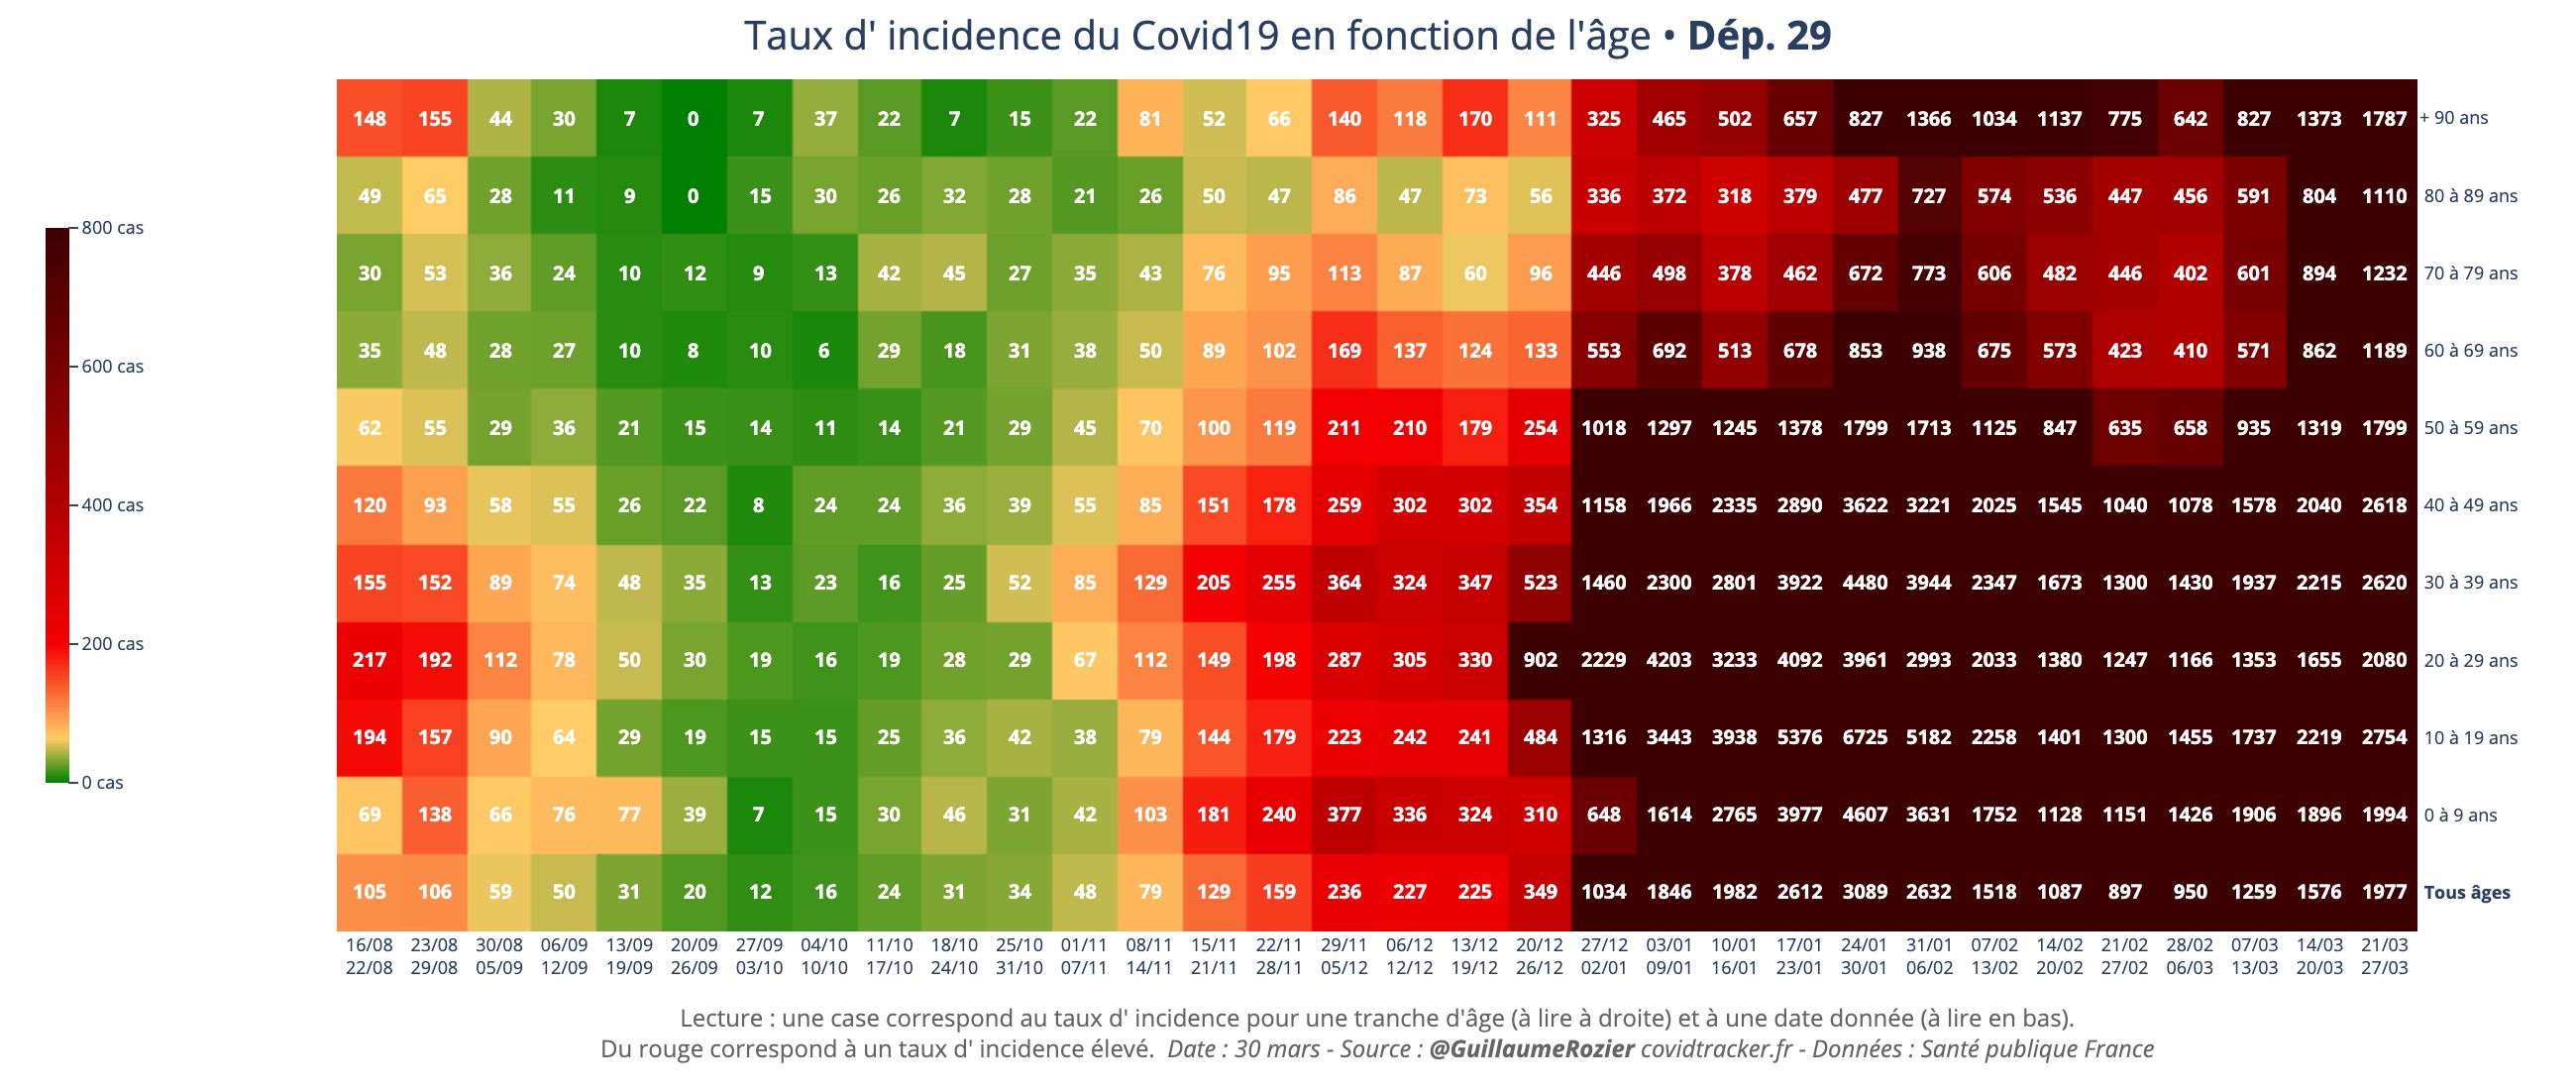 Taux d' incidence du Covid19 en fonction de l'âge • Dép. 29
800 cas
600 cas
400 cas
200 cas
0 cas
148 155 44 30 7 0 7 37 22 7 15 22 81 52 66 140 118 170 111 325 465 502 657 827 1366 1034 1137 775 642 827 1373 1787 + 90 ans
49 65 28 11 9 0 15 30 26 32 28 21 26 50 47 86 47 73 56 336 372 318 379 477 727 574 536 447 456 591 804 1110 80 à 89 ans
30 53 36 24 10 12 9 13 42 45 27 35 43 76 95 113 87 60 96 446 498 378 462 672 773 606 482 446 402 601 894 1232 70 à 79 ans
35 48 28 27 10 8 10 6 29 18 31 38 50 89 102 169 137 124 133 553 692 513 678 853 938 675 573 423 410 571 862 1189 60 à 69 ans
62 55 29 36 21 15 14 11 14 21 29 45 70 100 119 211 210 179 254 1018 1297 1245 1378 1799 1713 1125 847 635 658 935 1319 1799 50 à 59 ans
120 93 58 55 26 22 8 24 24 36 39 55 85 151 178 259 302 302 354 1158 1966 2335 2890 3622 3221 2025 1545 1040 1078 1578 2040 2618 40 à 49 ans
155 152 89 74 48 35 13 23 16 25 52 85 129 205 255 364 324 347 523 1460 2300 2801 3922 4480 3944 2347 1673 1300 1430 1937 2215 2620 30 à 39 ans
217 192 112 78 50 30 19 16 19 28 29 67 112 149 198 287 305 330 902 2229 4203 3233 4092 3961 2993 2033 1380 1247 1166 1353 1655 2080 20 à 29 ans
194 157 90 64 29 19 15 15 25 36 42 38 79 144 179 223 242 241 484 1316 3443 3938 5376 6725 5182 2258 1401 1300 1455 1737 2219 2754 10 à 19 ans
69 138 66 76 77 39 7 15 30 46 31 42 103 181 240 377 336 324 310 648 1614 2765 3977 4607 3631 1752 1128 1151 1426 1906 1896 1994 0 à 9 ans
105 106 59 50 31 20 12 16 24 31 34 48 79 129 159 236 227 225 349 1034 1846 1982 2612 3089 2632 1518 1087 897 950 1259 1576 1977 Tous âges
16/08 23/08 30/08 06/09 13/09 20/09 27/09 04/10 11/10 18/10 25/10 01/11 08/11 15/11 22/11 29/11 06/12 13/12 20/12 27/12 03/01 10/01 17/01 24/01 31/01 07/02 14/02 21/02 28/02 07/03 14/03 21/03
22/08 29/08 05/09 12/09 19/09 26/09 03/10 10/10 17/10 24/10 31/10 07/11 14/11 21/11 28/11 05/12 12/12 19/12 26/12 02/01 09/01 16/01 23/01 30/01 06/02 13/02 20/02 27/02 06/03 13/03 20/03 27/03
Lecture : une case correspond au taux d' incidence pour une tranche d'âge (à lire à droite) et à une date donnée (à lire en bas).
Du rouge correspond à un taux d' incidence élevé. Date : 30 mars - Source : @GuillaumeRozier covidtracker.fr - Données : Santé publique France